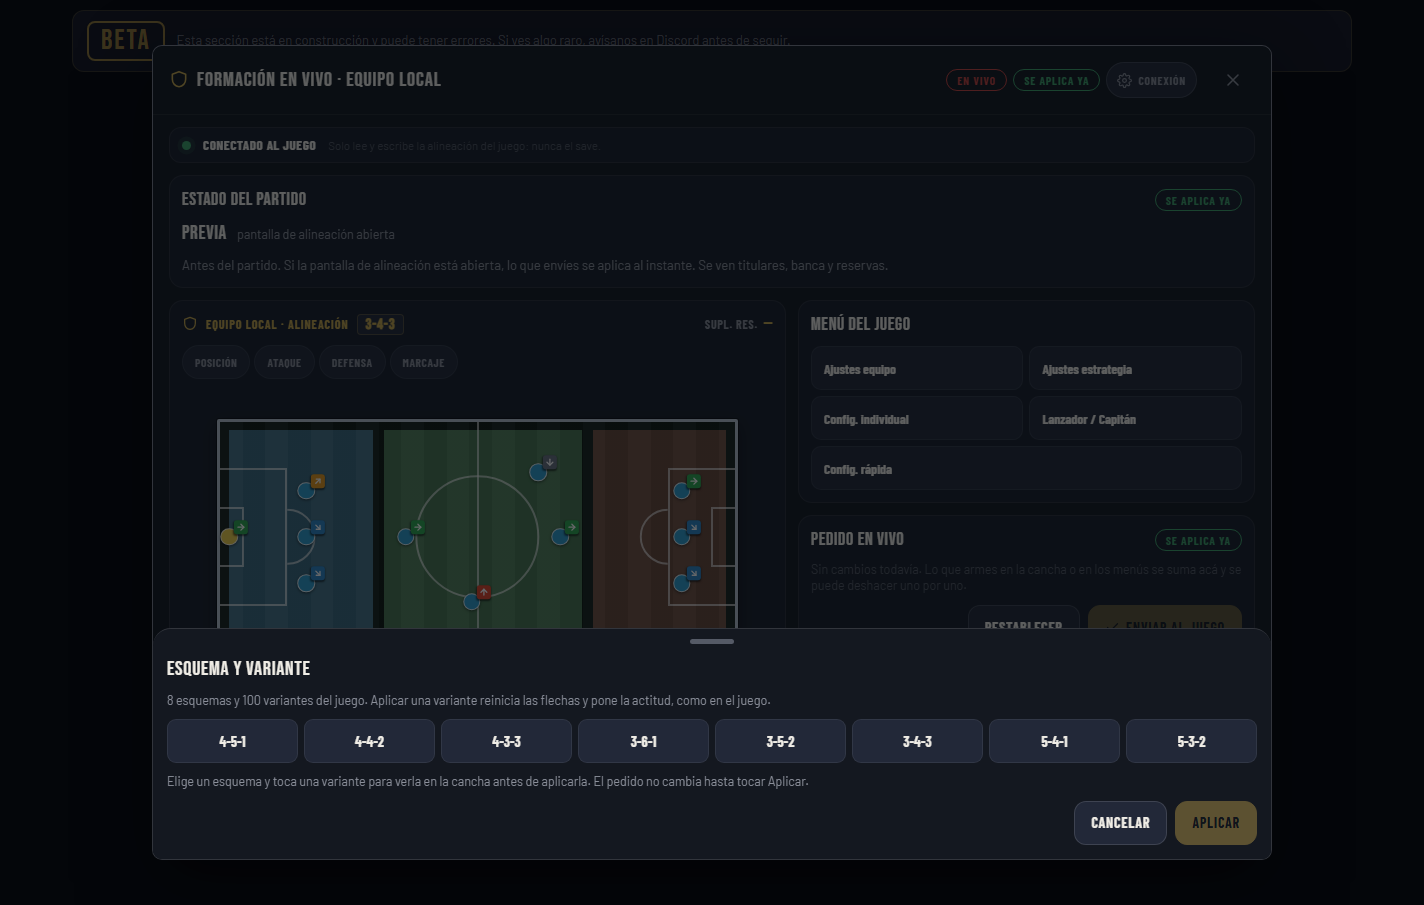 BETA
Esta sección está en construcción y puede tener errores. Si ves algo raro, avisanos en Discord antes de seguir.
FORMACIÓN EN VIVO · EQUIPO LOCAL
EN VIVO
SE APLICA YA
CONEXIÓN
CONECTADO AL JUEGO
Solo lee y escribe la alineación del juego: nunca el save.
ESTADO DEL PARTIDO
SE APLICA YA
PREVIA pantalla de alineación abierta
Antes del partido. Si la pantalla de alineación está abierta, lo que envíes se aplica al instante. Se ven titulares, banca y reservas.
EQUIPO LOCAL · ALINEACIÓN
3-4-3
SUPL. RES. —
POSICIÓN
ATAQUE
DEFENSA
MARCAJE
MENÚ DEL JUEGO
Ajustes equipo
Ajustes estrategia
Config. individual
Lanzador / Capitán
Config. rápida
PEDIDO EN VIVO
SE APLICA YA
Sin cambios todavía. Lo que armes en la cancha o en los menús se suma acá y se
puede deshacer uno por uno.
RESTABLECER
✓ ENVIAR AL JUEGO
ESQUEMA Y VARIANTE
8 esquemas y 100 variantes del juego. Aplicar una variante reinicia las flechas y pone la actitud, como en el juego.
4-5-1
4-4-2
4-3-3
3-6-1
3-5-2
3-4-3
5-4-1
5-3-2
Elige un esquema y toca una variante para verla en la cancha antes de aplicarla. El pedido no cambia hasta tocar Aplicar.
CANCELAR
APLICAR